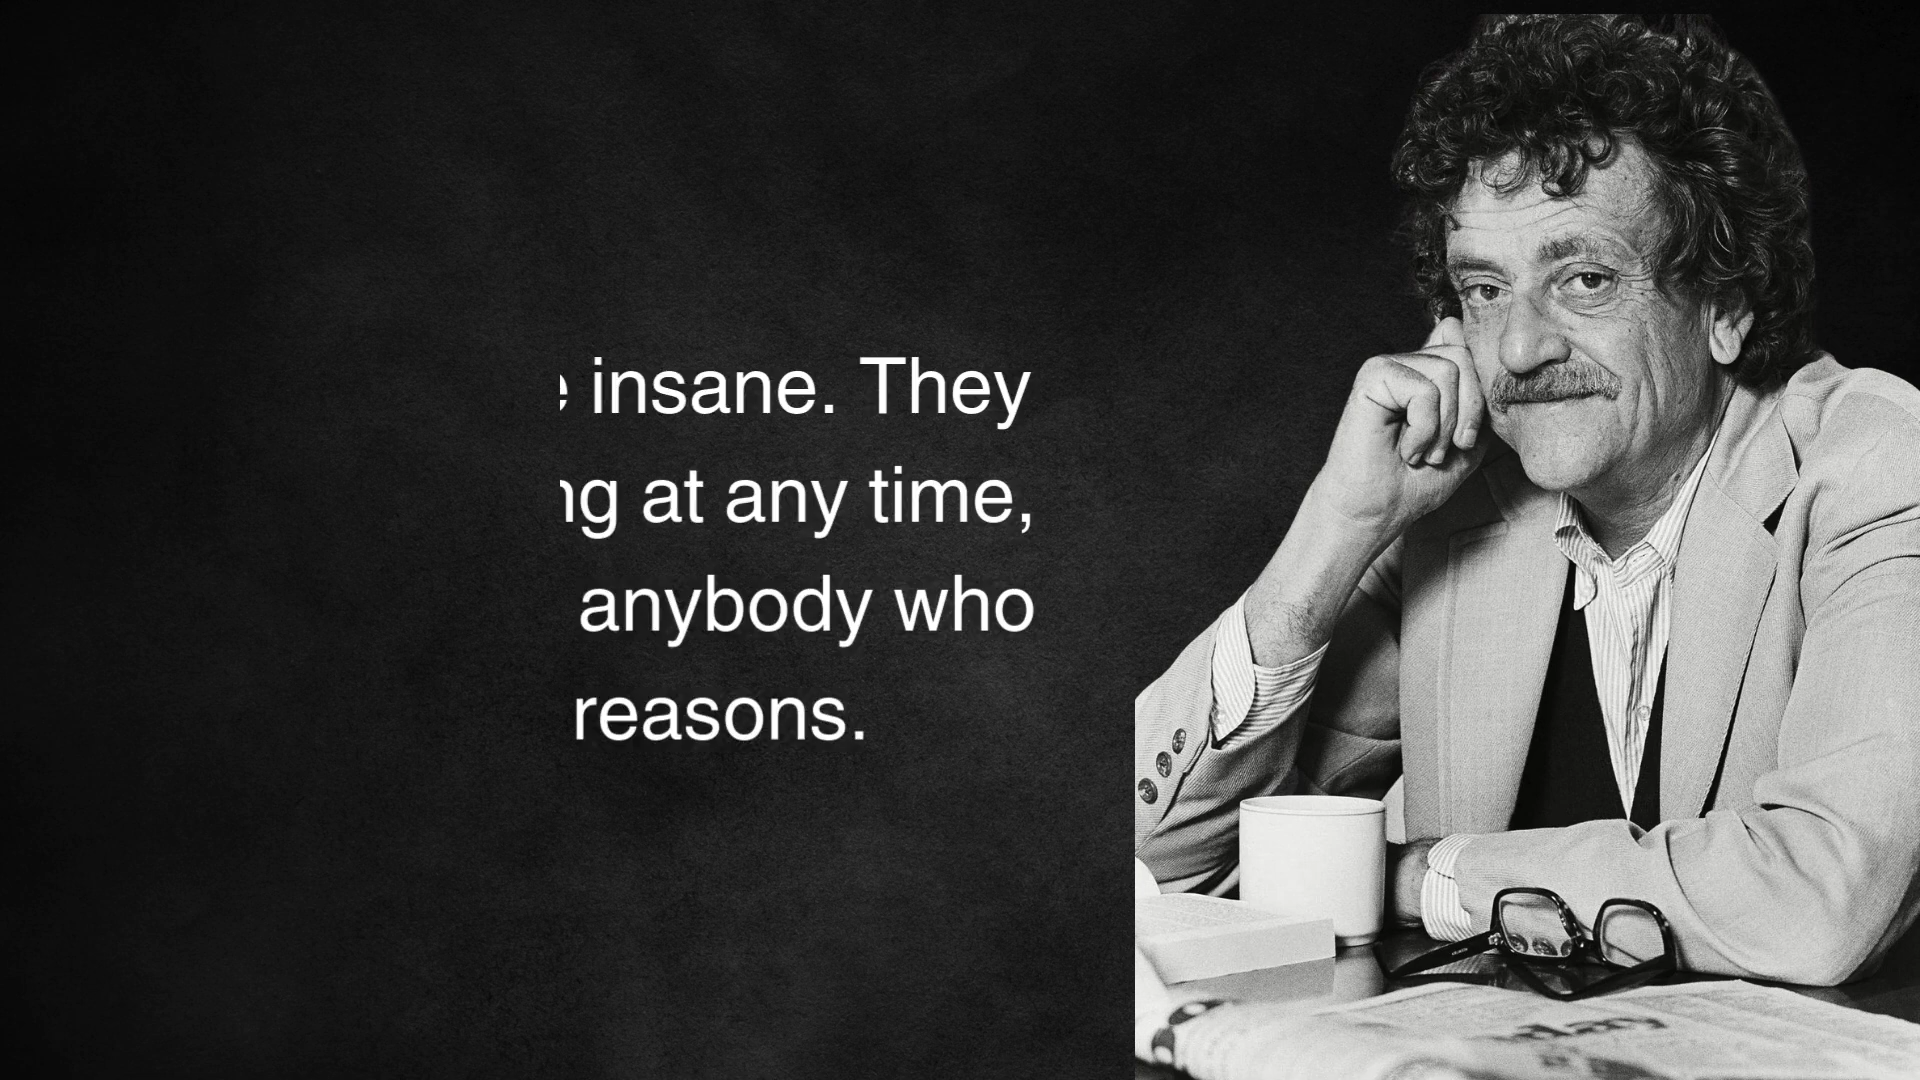 insane. They
at any time,
anybody who
reasons.